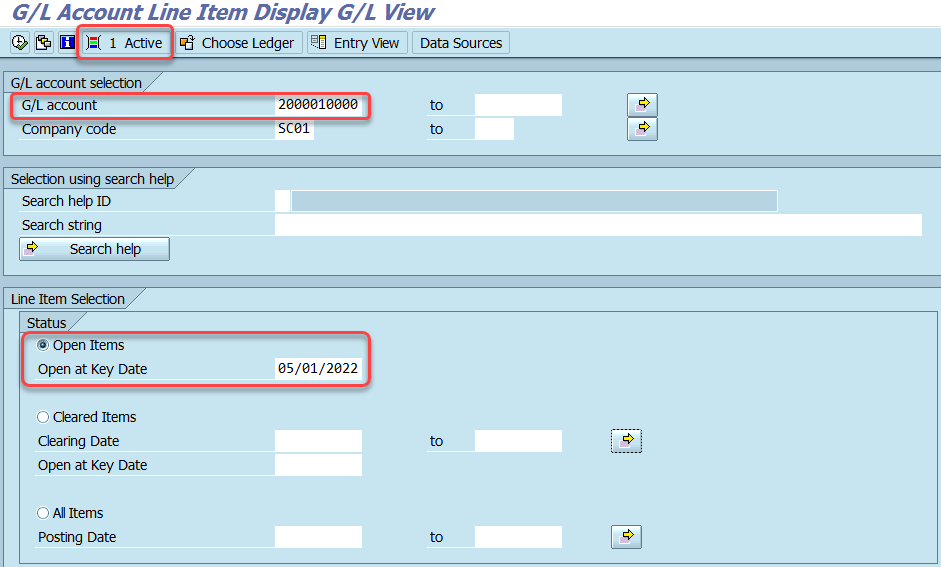 G/L Account Line Item Display G/L View
1 Active Choose Ledger Entry View Data Sources
G/L account selection
G/L account 2000010000 to
Company code SC01 to
Selection using search help
Search help ID
Search string
Search help
Line Item Selection
Status
Open Items
Open at Key Date 05/01/2022
Cleared Items
Clearing Date to
Open at Key Date
All Items
Posting Date to